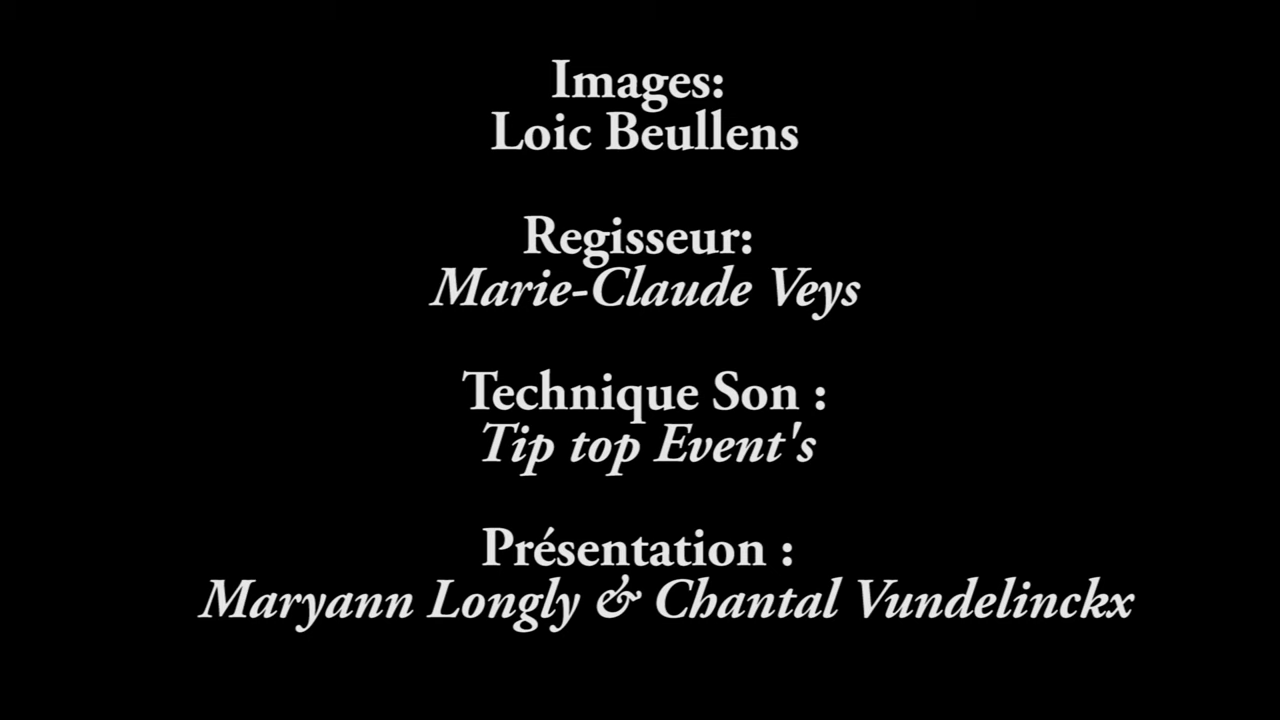 Images:
Loic Beullens
Regisseur:
Marie-Claude Veys
Technique Son :
Tip top Event's
Présentation :
Maryann Longly & Chantal Vundelinckx